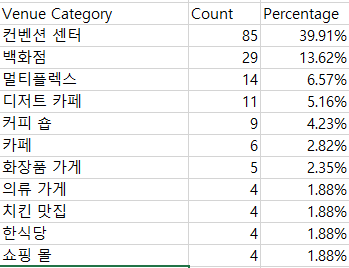 Venue Category Count Percentage
컨벤션 센터 85 39.91%
백화점 29 13.62%
멀티플렉스 14 6.57%
디저트 카페 11 5.16%
커피 숍 9 4.23%
카페 6 2.82%
화장품 가게 5 2.35%
의류 가게 4 1.88%
치킨 맛집 4 1.88%
한식당 4 1.88%
쇼핑 몰 4 1.88%